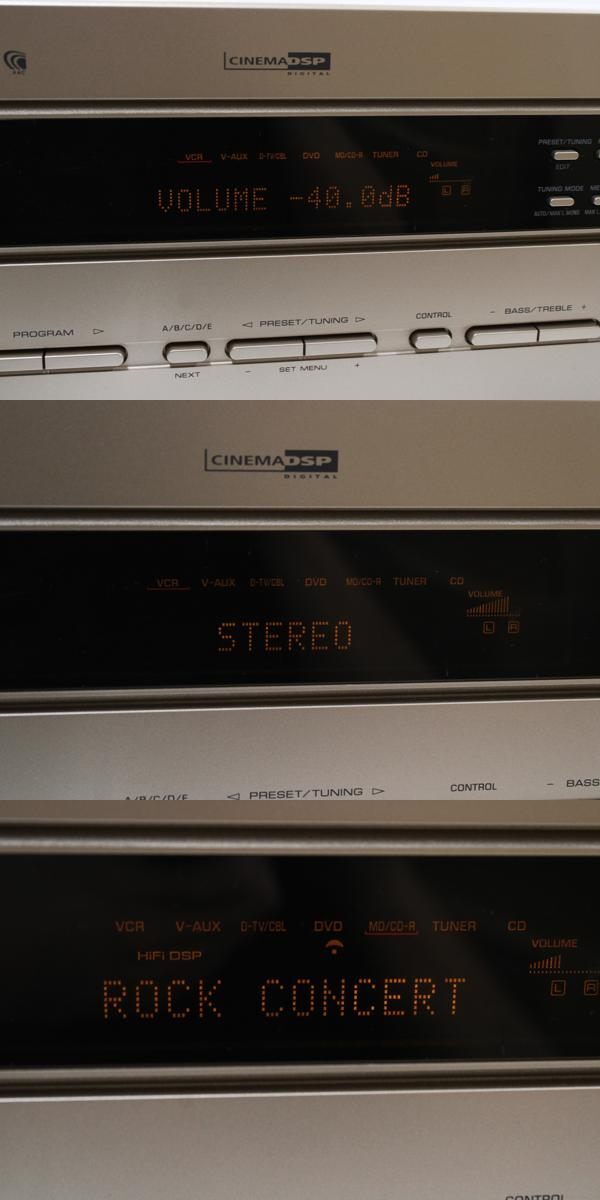 AAC
CINEMA DSP
DIGITAL
PRESET/TUNING
EDIT
VCR V-AUX D-TV/CBL DVD MD/CD-R TUNER CD
VOLUME
L R
VOLUME -40.0dB
TUNING MODE
AUTO/MAN'L MONO
PROGRAM ▷
A/B/C/D/E
NEXT
◁ PRESET/TUNING ▷
- SET MENU +
CONTROL
- BASS/TREBLE +
CINEMA DSP
DIGITAL
VCR V-AUX D-TV/CBL DVD MD/CD-R TUNER CD
VOLUME
L R
STEREO
A/B/C/D/E
◁ PRESET/TUNING ▷
CONTROL
- BASS
VCR V-AUX D-TV/CBL DVD MD/CD-R TUNER CD
HiFi DSP
VOLUME
L R
ROCK CONCERT
CONTROL